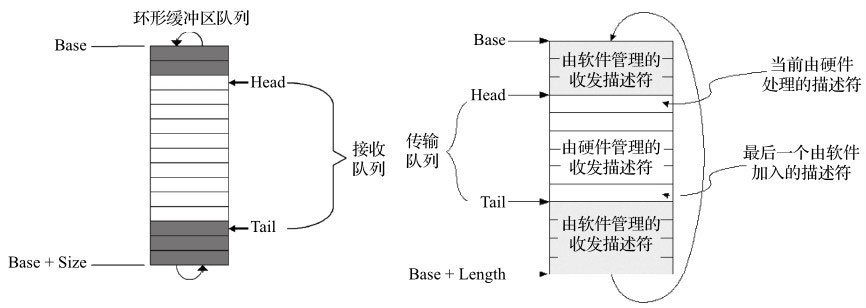 环形缓冲区队列
Base
Head
接收
队列
Tail
Base + Size
Base
由软件管理的
收发描述符
当前由硬件
处理的描述符
Head
传输
队列
由硬件管理的
收发描述符
最后一个由软件
加入的描述符
Tail
由软件管理的
收发描述符
Base + Length